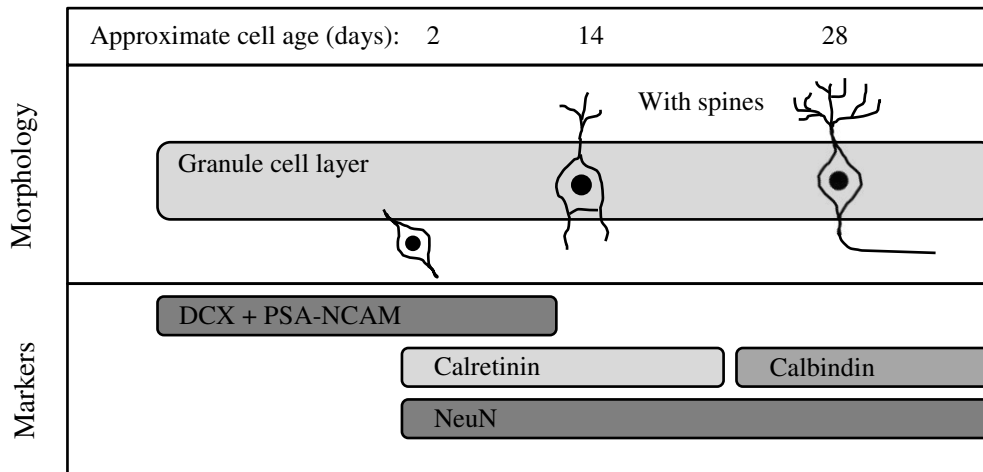 Approximate cell age (days): 2 14 28
Morphology
With spines
Granule cell layer
Markers
DCX + PSA-NCAM
Calretinin
Calbindin
NeuN